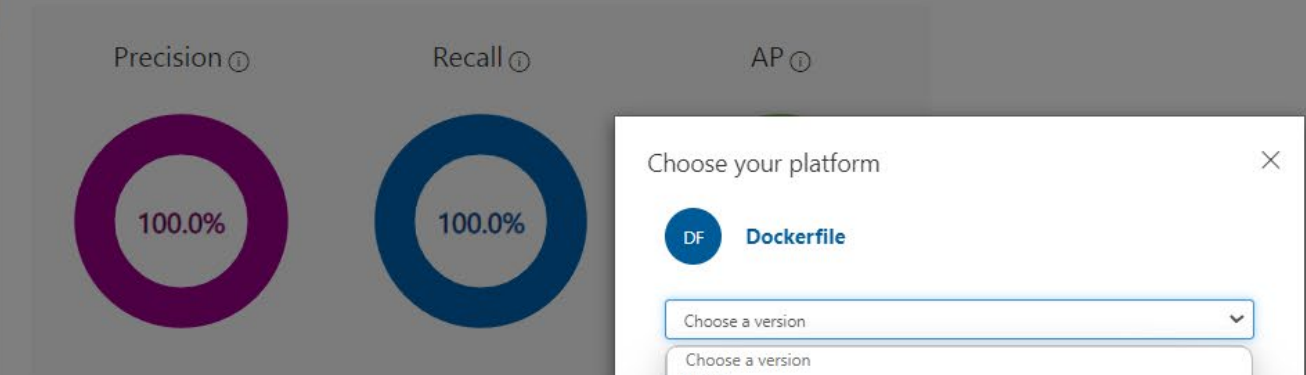 Precision
Recall
AP
100.0%
100.0%
Choose your platform
DF
Dockerfile
Choose a version
Choose a version